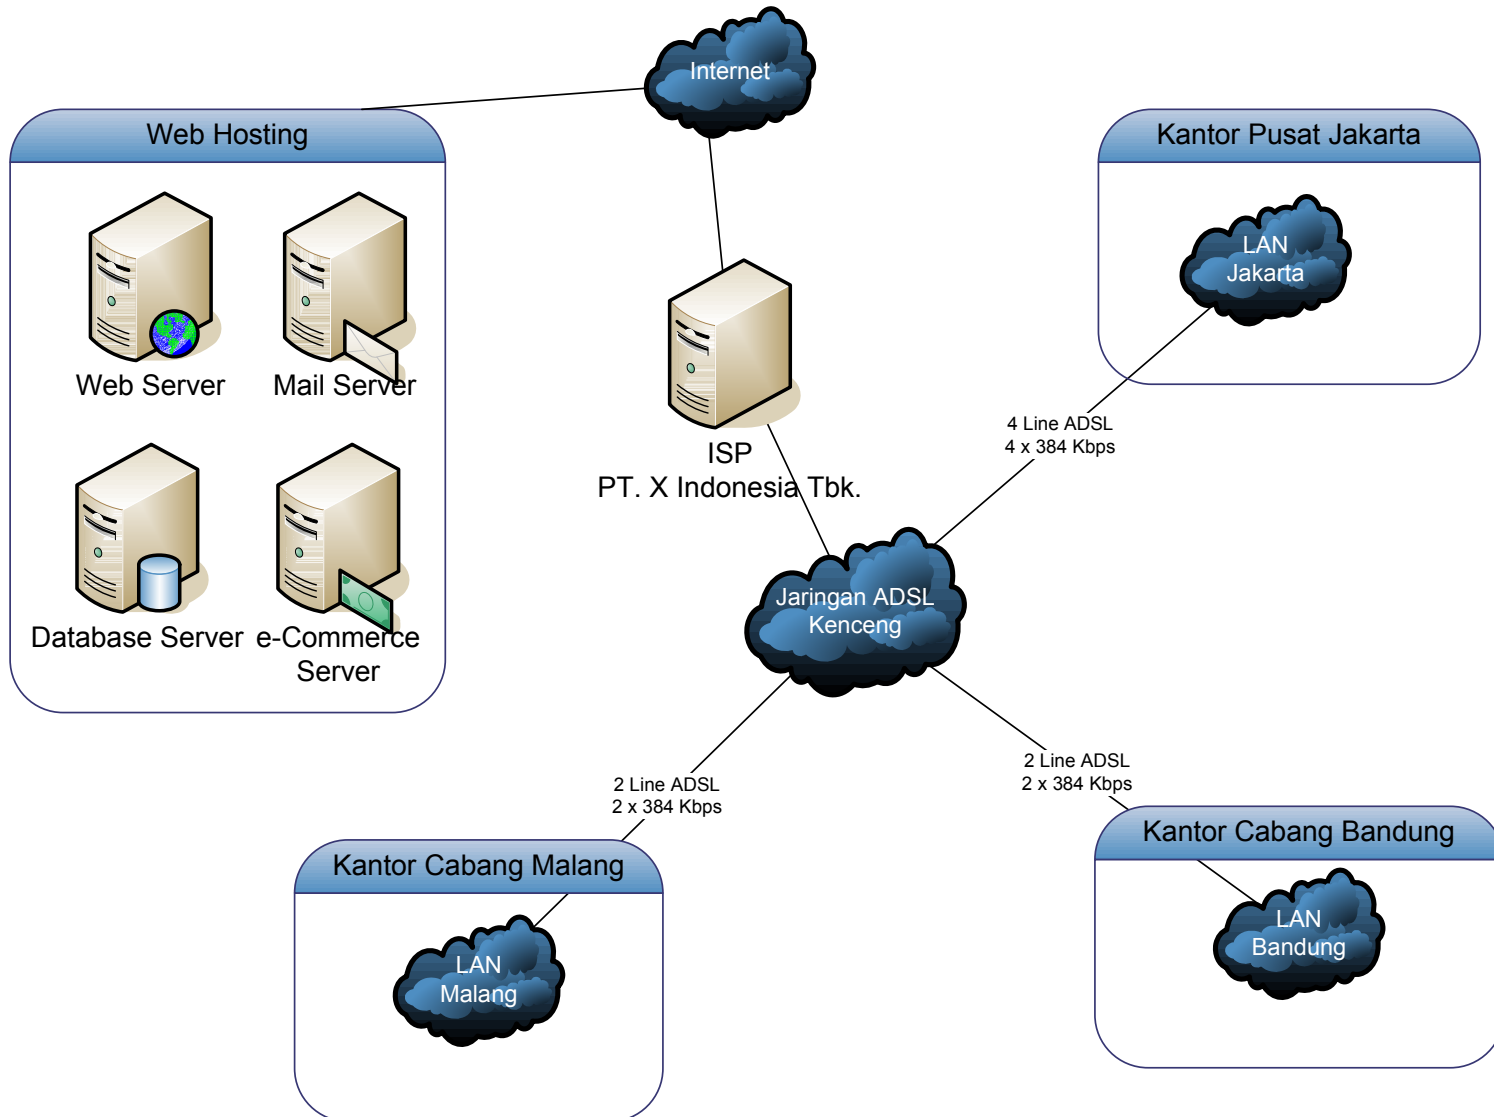 Internet
Web Hosting
Web Server
Mail Server
Database Server
e-Commerce
Server
ISP
PT. X Indonesia Tbk.
Kantor Pusat Jakarta
LAN
Jakarta
4 Line ADSL
4 x 384 Kbps
Jaringan ADSL
Kenceng
2 Line ADSL
2 x 384 Kbps
Kantor Cabang Malang
LAN
Malang
2 Line ADSL
2 x 384 Kbps
Kantor Cabang Bandung
LAN
Bandung